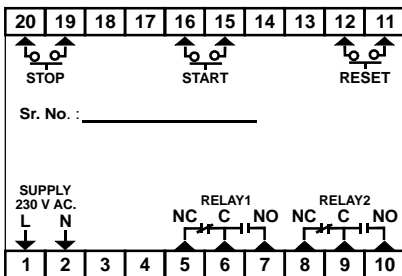 20 19 18 17 16 15 14 13 12 11
STOP START RESET
Sr. No. :
SUPPLY
230 V AC.
L N
RELAY1 RELAY2
NC C NO NC C NO
1 2 3 4 5 6 7 8 9 10